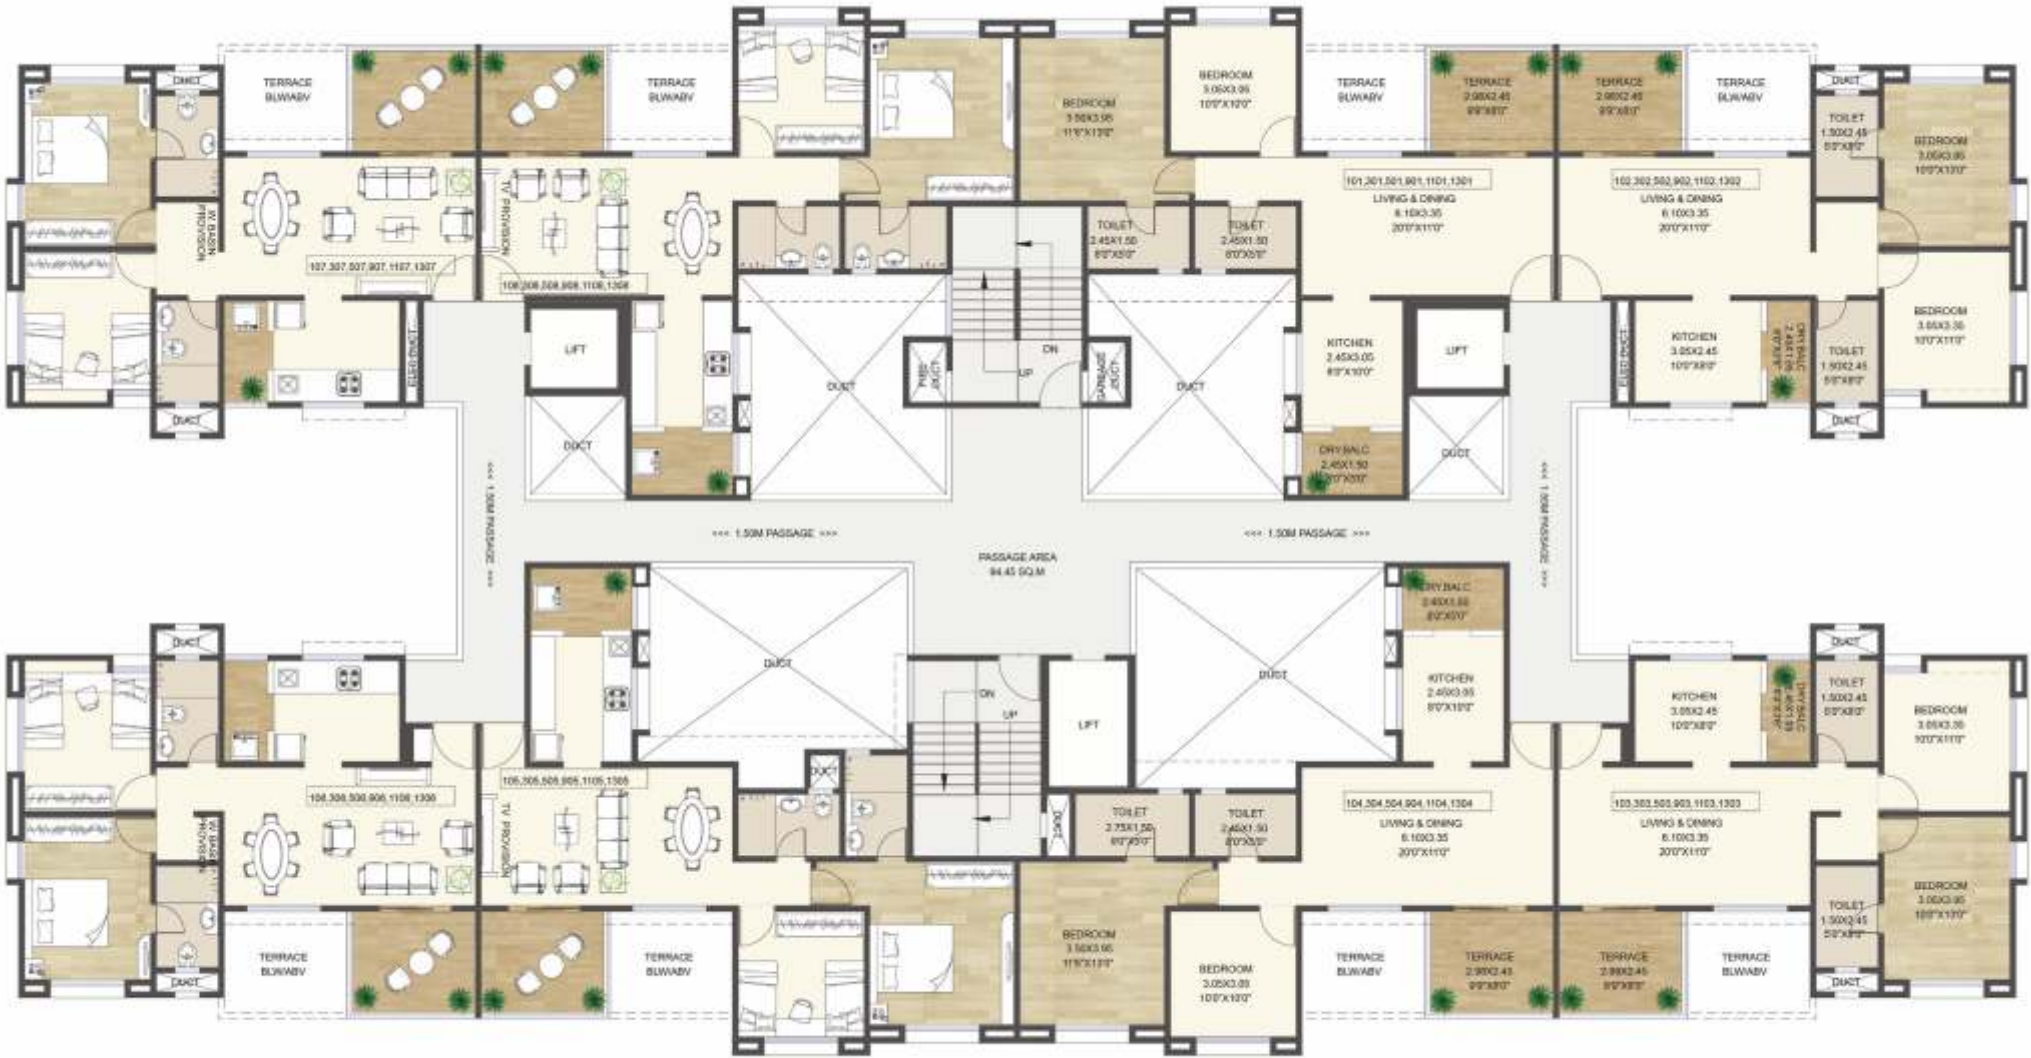 DUCT
TERRACE
BLW/ABV
TERRACE
BLW/ABV
BEDROOM
3.50X3.95
11'6"X13'0"
BEDROOM
3.05X3.05
10'0"X10'0"
TERRACE
BLW/ABV
TERRACE
2.98X2.45
9'9"X8'0"
TERRACE
2.98X2.45
9'9"X8'0"
TERRACE
BLW/ABV
DUCT
TOILET
1.50X2.45
5'0"X8'0"
BEDROOM
3.05X3.95
10'0"X13'0"
W. BASIN
PROVISION
TV PROVISION
107,307,507,907,1107,1307
108,308,508,908,1108,1308
TOILET
2.45X1.50
8'0"X5'0"
TOILET
2.45X1.50
8'0"X5'0"
101,301,501,901,1101,1301
LIVING & DINING
6.10X3.35
20'0"X11'0"
102,302,502,902,1102,1302
LIVING & DINING
6.10X3.35
20'0"X11'0"
BEDROOM
3.05X3.35
10'0"X11'0"
ELEC.DUCT
LIFT
DUCT
FIRE
DUCT
UP
DN
GARBAGE
DUCT
DUCT
KITCHEN
2.45X3.05
8'0"X10'0"
LIFT
ELEC.DUCT
KITCHEN
3.05X2.45
10'0"X8'0"
DRY.BALC
TOILET
1.50X2.45
5'0"X8'0"
DUCT
DUCT
DUCT
DRY.BALC
2.45X1.50
8'0"X5'0"
DUCT
DUCT
<<< 1.50M PASSAGE >>>
<<< 1.50M PASSAGE >>>
PASSAGE AREA
94.45 SQ.M
<<< 1.50M PASSAGE >>>
<<< 1.50M PASSAGE >>>
DUCT
DUCT
DN
UP
LIFT
DUCT
DRY.BALC
2.45X1.50
8'0"X5'0"
KITCHEN
2.45X3.05
8'0"X10'0"
DUCT
KITCHEN
3.05X2.45
10'0"X8'0"
DRY.BALC
TOILET
1.50X2.45
5'0"X8'0"
BEDROOM
3.05X3.35
10'0"X11'0"
106,306,506,906,1106,1306
105,305,505,905,1105,1305
DUCT
W. BASIN
PROVISION
TV PROVISION
DUCT
TOILET
2.75X1.50
9'0"X5'0"
TOILET
2.45X1.50
8'0"X5'0"
104,304,504,904,1104,1304
LIVING & DINING
6.10X3.35
20'0"X11'0"
103,303,503,903,1103,1303
LIVING & DINING
6.10X3.35
20'0"X11'0"
TOILET
1.50X2.45
5'0"X8'0"
BEDROOM
3.05X3.95
10'0"X13'0"
DUCT
TERRACE
BLW/ABV
TERRACE
BLW/ABV
BEDROOM
3.50X3.95
11'6"X13'0"
BEDROOM
3.05X3.05
10'0"X10'0"
TERRACE
BLW/ABV
TERRACE
2.98X2.45
9'9"X8'0"
TERRACE
2.98X2.45
9'9"X8'0"
TERRACE
BLW/ABV
DUCT